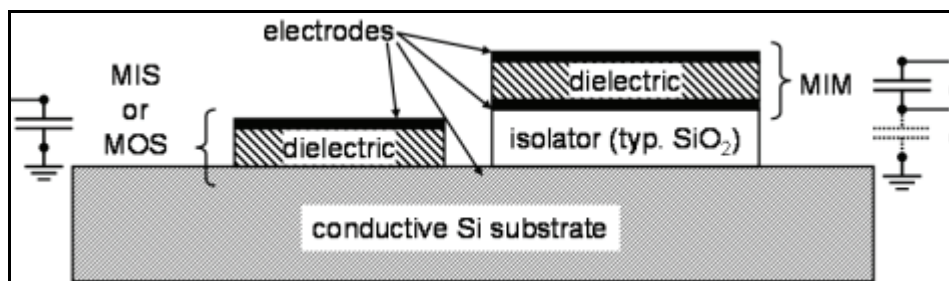 electrodes
MIS
or
MOS
dielectric
dielectric
MIM
isolator (typ. SiO₂)
conductive Si substrate